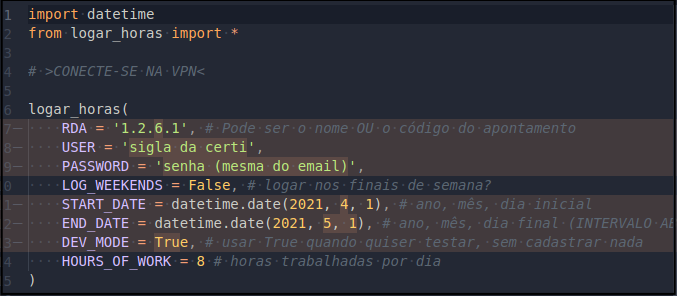 1 import datetime
2 from logar_horas import *
3
4 # >CONECTE-SE NA VPN<
5
6 logar_horas(
7 RDA = '1.2.6.1', # Pode ser o nome OU o código do apontamento
8 USER = 'sigla da certi',
9 PASSWORD = 'senha (mesma do email)',
0 LOG_WEEKENDS = False, # logar nos finais de semana?
1 START_DATE = datetime.date(2021, 4, 1), # ano, mês, dia inicial
2 END_DATE = datetime.date(2021, 5, 1), # ano, mês, dia final (INTERVALO AB
3 DEV_MODE = True, # usar True quando quiser testar, sem cadastrar nada
4 HOURS_OF_WORK = 8 # horas trabalhadas por dia
5 )